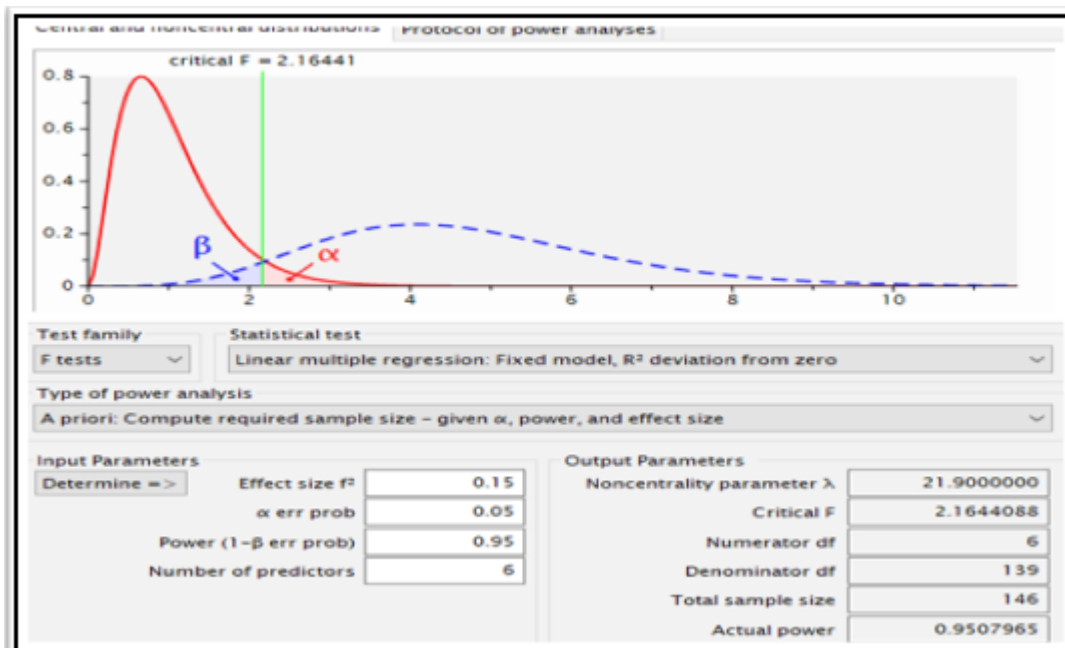 Central and noncentral distributions Protocol of power analyses
critical F = 2.16441
0.8
0.6
0.4
0.2
0
β
α
0 2 4 6 8 10
Test family Statistical test
F tests Linear multiple regression: Fixed model, R² deviation from zero
Type of power analysis
A priori: Compute required sample size – given α, power, and effect size
Input Parameters Output Parameters
Determine => Effect size f² 0.15 Noncentrality parameter λ 21.9000000
α err prob 0.05 Critical F 2.1644088
Power (1-β err prob) 0.95 Numerator df 6
Number of predictors 6 Denominator df 139
Total sample size 146
Actual power 0.9507965